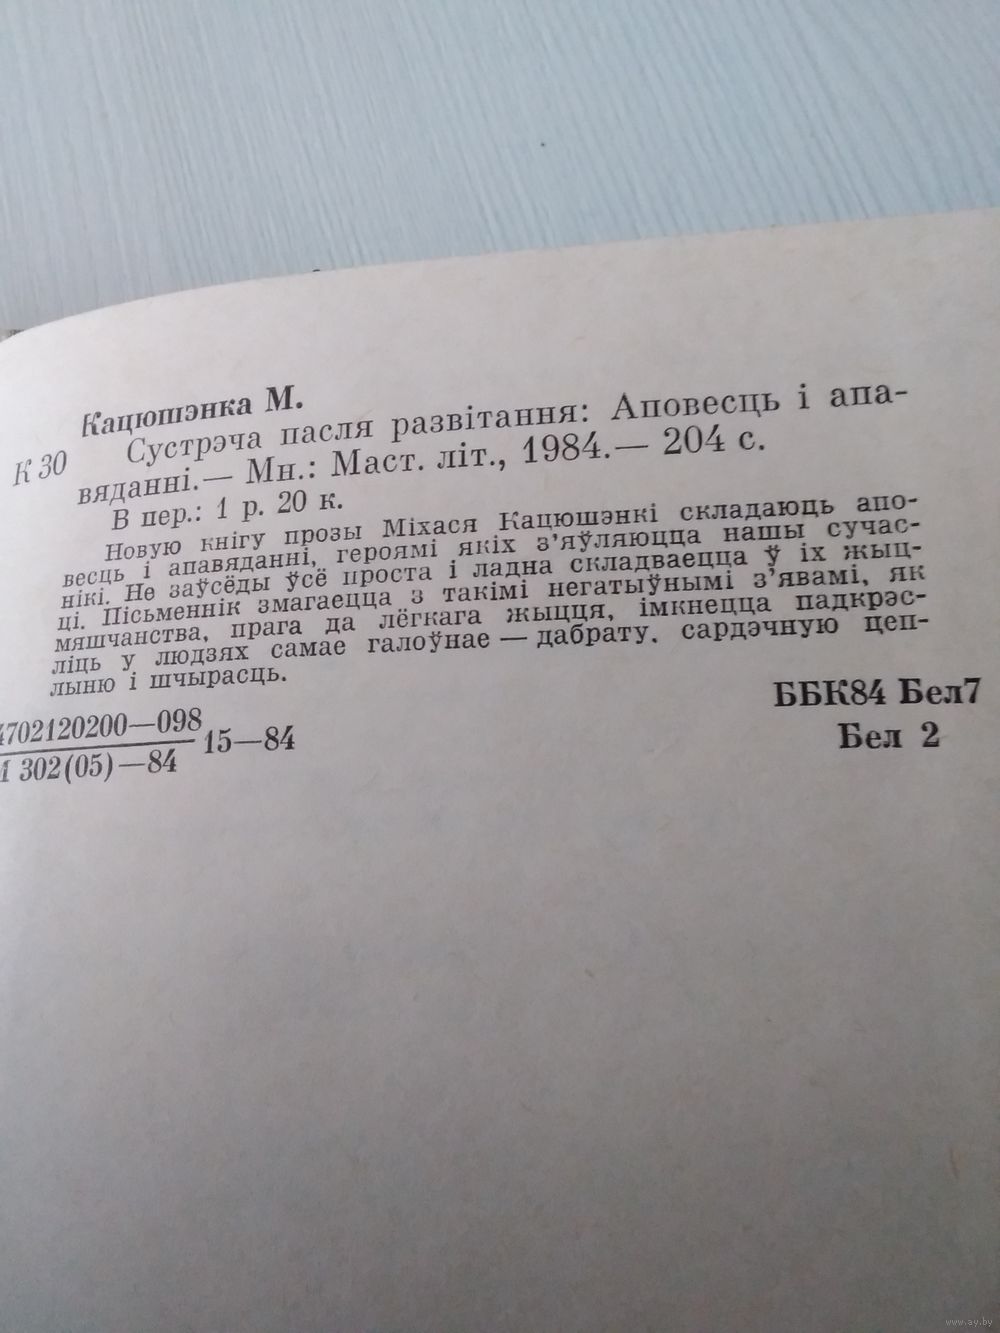 Кацюшэнка М.
К 30 Сустрэча пасля развітання: Аповесць і апа-
вяданні.— Мн.: Маст. літ., 1984.— 204 с.
В пер.: 1 р. 20 к.
Новую кнігу прозы Міхася Кацюшэнкі складаюць апо-
весць і апавяданні, героямі якіх з’яўляюцца нашы сучас-
нікі. Не заўсёды ўсё проста і ладна складваецца ў іх жыц-
ці. Пісьменнік змагаецца з такімі негатыўнымі з’явамі, як
мяшчанства, прага да лёгкага жыцця, імкнецца падкрэс-
ліць у людзях самае галоўнае — дабрату. сардэчную цеп-
лыню і шчырасць.
4702120200—098
М 302(05)—84
15—84
ББК84 Бел7
Бел 2
www.ay.by